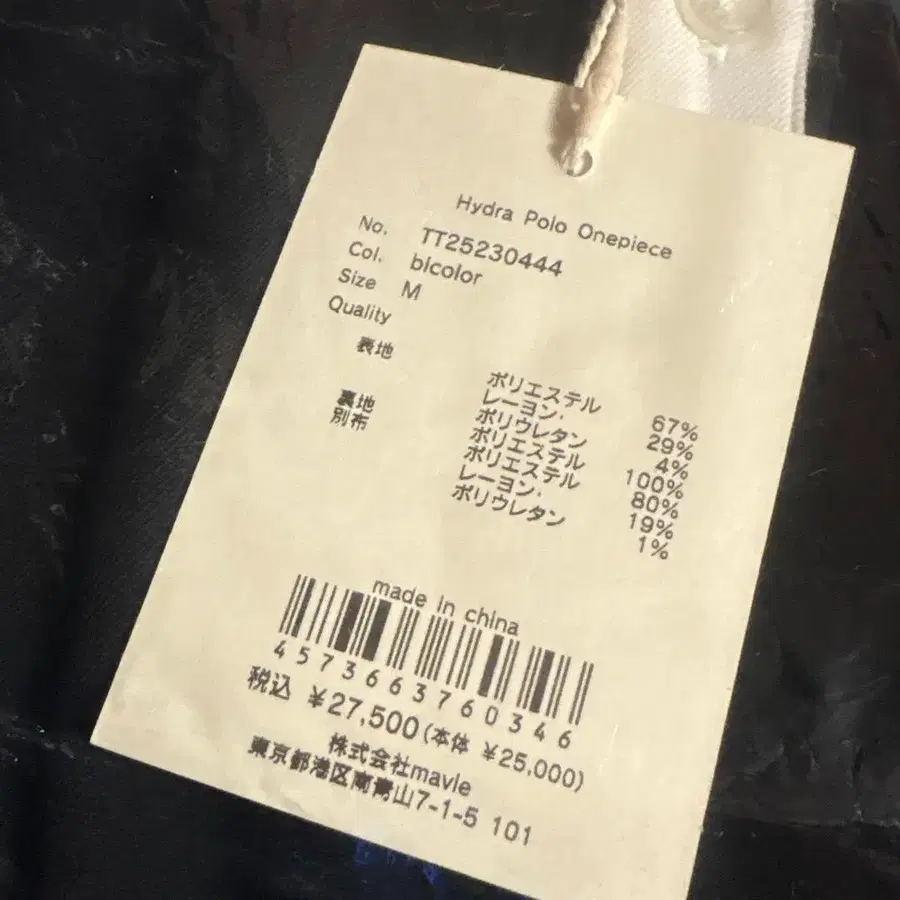 Hydra Polo Onepiece
No. TT25230444
Col. bicolor
Size M
Quality
表地 ポリエステル 67%
レーヨン. 29%
ポリウレタン 4%
裏地 ポリエステル 100%
別布 ポリエステル 80%
レーヨン. 19%
ポリウレタン 1%
made in china
4573663760346
税込 ¥27,500(本体 ¥25,000)
株式会社mavie
東京都港区南青山7-1-5 101